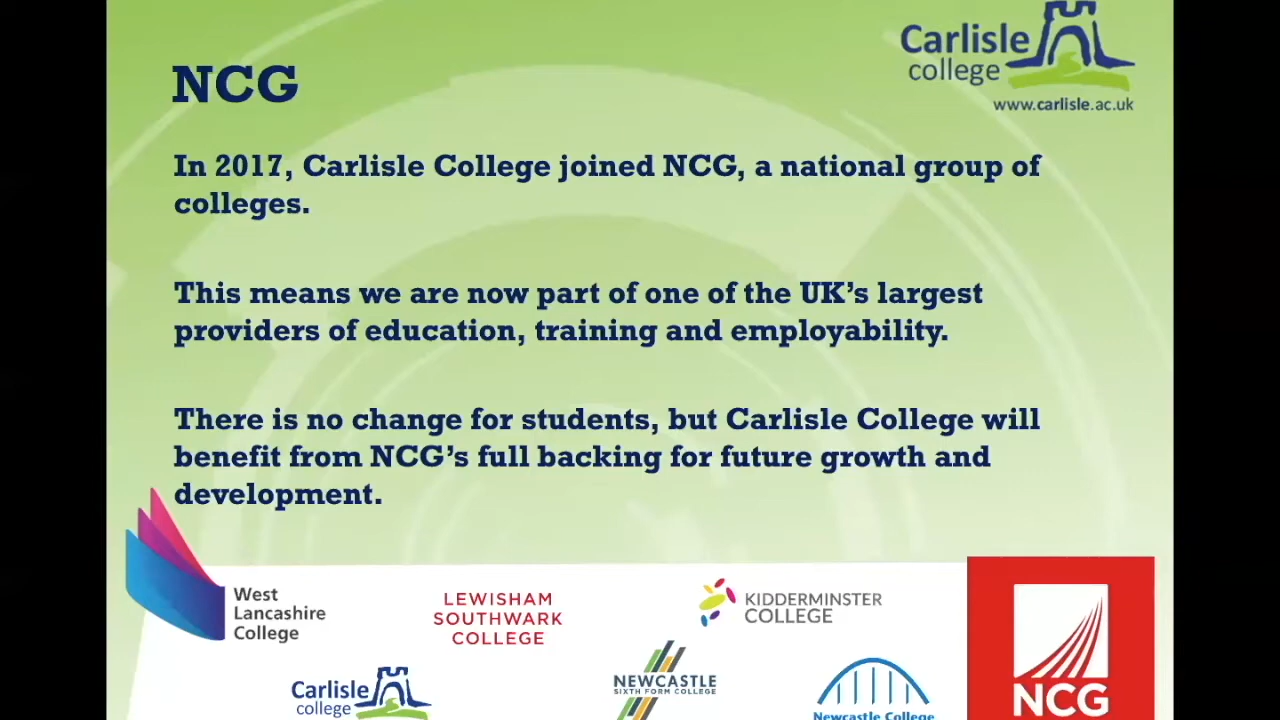 Carlisle
college
www.carlisle.ac.uk
NCG
In 2017, Carlisle College joined NCG, a national group of
colleges.
This means we are now part of one of the UK’s largest
providers of education, training and employability.
There is no change for students, but Carlisle College will
benefit from NCG’s full backing for future growth and
development.
West
Lancashire
College
LEWISHAM
SOUTHWARK
COLLEGE
KIDDERMINSTER
COLLEGE
Carlisle
college
NEWCASTLE
SIXTH FORM COLLEGE
Newcastle College
NCG